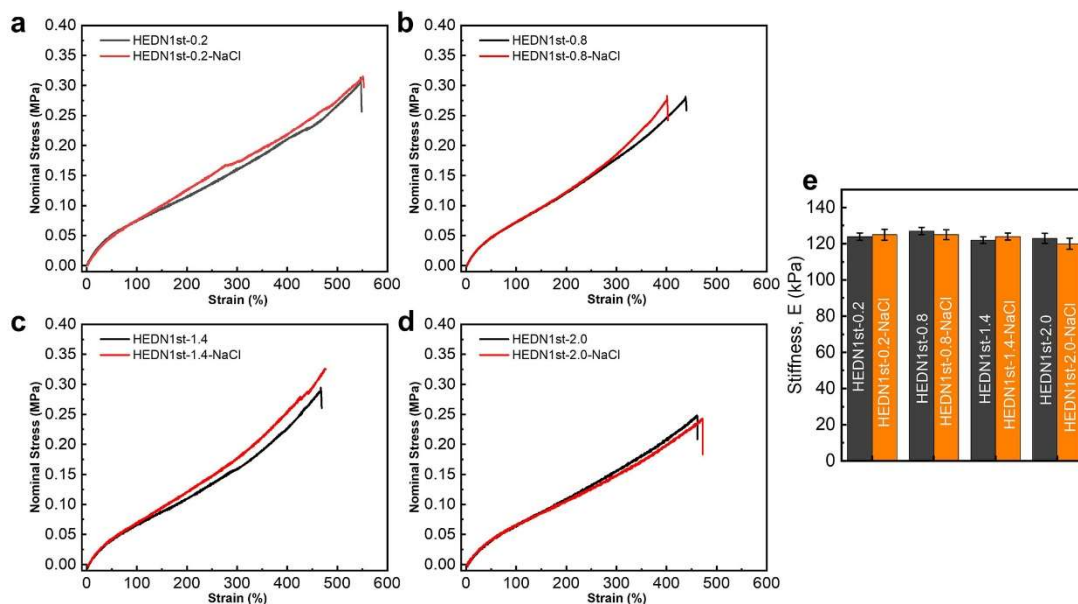 a
HEDN1st-0.2
HEDN1st-0.2-NaCl
Nominal Stress (MPa)
0.40
0.35
0.30
0.25
0.20
0.15
0.10
0.05
0.00
0 100 200 300 400 500 600
Strain (%)
b
HEDN1st-0.8
HEDN1st-0.8-NaCl
Nominal Stress (MPa)
0.40
0.35
0.30
0.25
0.20
0.15
0.10
0.05
0.00
0 100 200 300 400 500 600
Strain (%)
c
HEDN1st-1.4
HEDN1st-1.4-NaCl
Nominal Stress (MPa)
0.40
0.35
0.30
0.25
0.20
0.15
0.10
0.05
0.00
0 100 200 300 400 500 600
Strain (%)
d
HEDN1st-2.0
HEDN1st-2.0-NaCl
Nominal Stress (MPa)
0.40
0.35
0.30
0.25
0.20
0.15
0.10
0.05
0.00
0 100 200 300 400 500 600
Strain (%)
e
Stiffness, E (kPa)
140
120
100
80
60
40
20
0
HEDN1st-0.2
HEDN1st-0.2-NaCl
HEDN1st-0.8
HEDN1st-0.8-NaCl
HEDN1st-1.4
HEDN1st-1.4-NaCl
HEDN1st-2.0
HEDN1st-2.0-NaCl